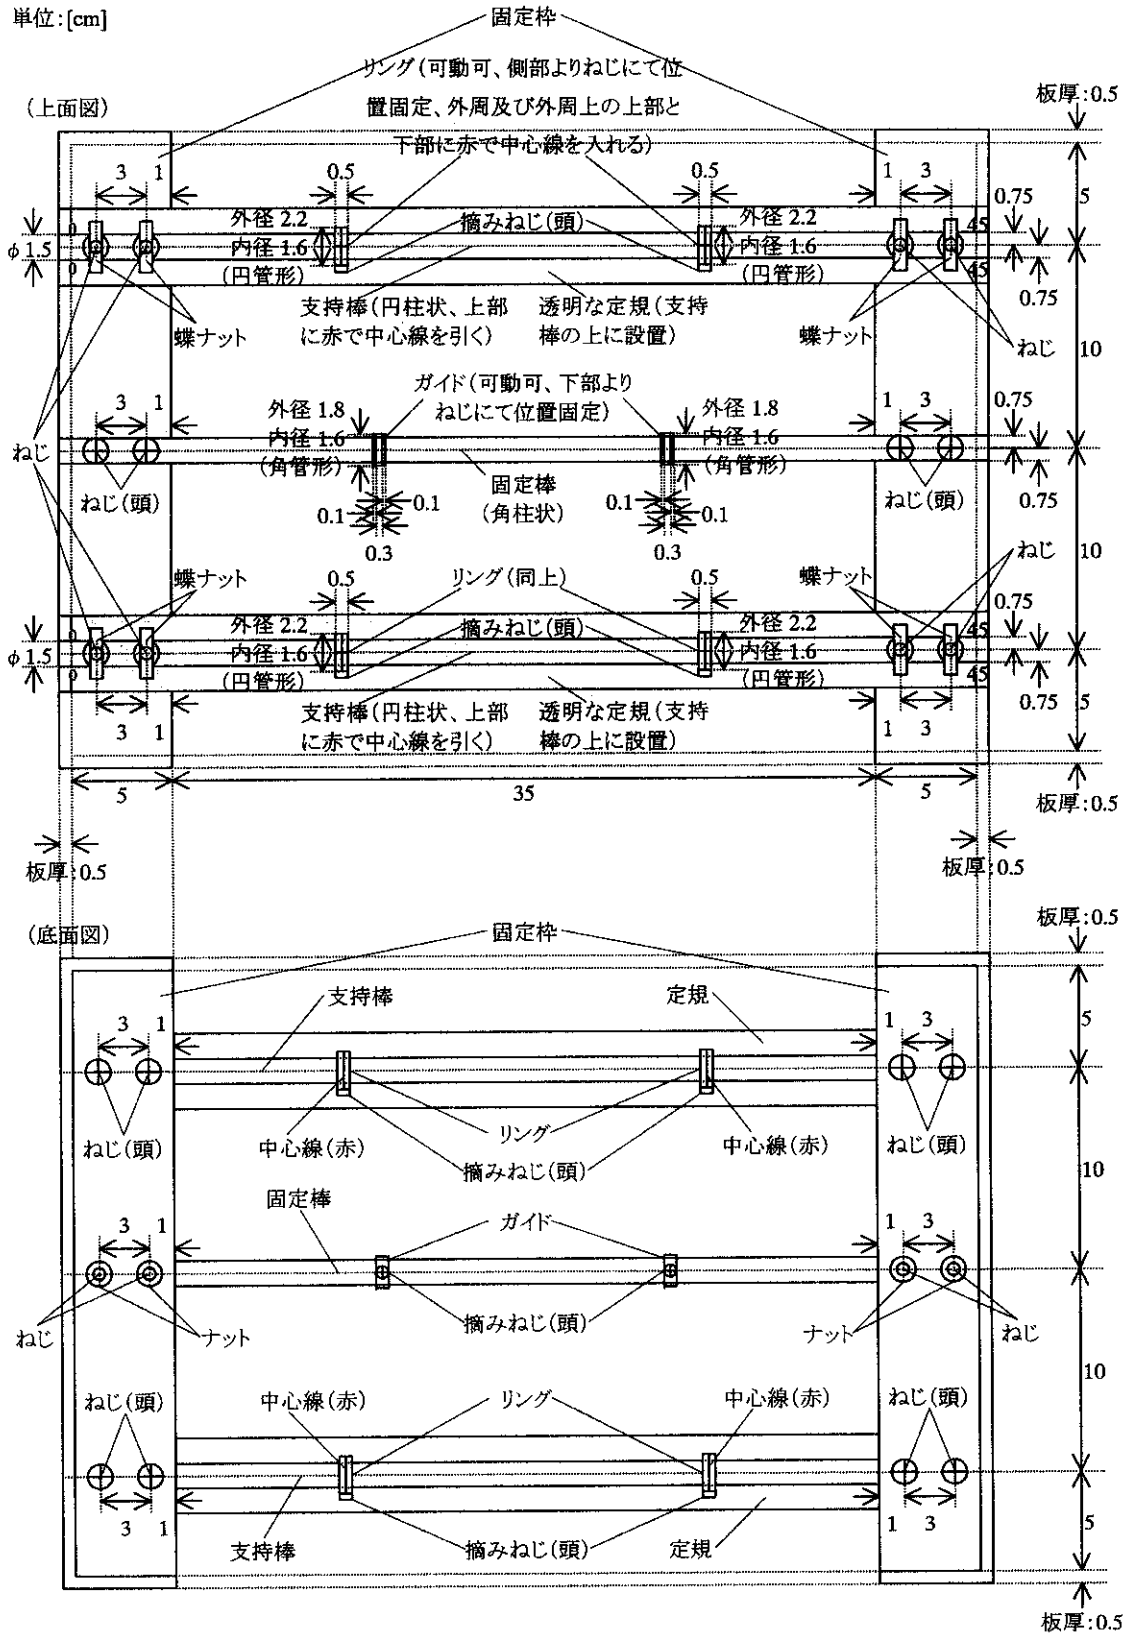 単位:[cm]
固定枠
リング(可動可、側部よりねじにて位
置固定、外周及び外周上の上部と
下部に赤で中心線を入れる)
(上面図)
板厚:0.5
3 1 0.5 0.5 1 3
0.75 5
外径 2.2 摘みねじ(頭) 外径 2.2
0 45
φ1.5 内径 1.6 内径 1.6
0 (円管形) (円管形) 45
0.75
支持棒(円柱状、上部 透明な定規(支持
に赤で中心線を引く) 棒の上に設置)
蝶ナット 蝶ナット ねじ
10
ガイド(可動可、下部より
ねじにて位置固定)
3 1 外径 1.8 外径 1.8 1 3 0.75
内径 1.6 内径 1.6
ねじ (角管形) (角管形)
ねじ(頭) 固定棒 ねじ(頭) 0.75
(角柱状)
0.1 0.1 0.1 0.1
0.3 0.3
ねじ 10
蝶ナット 0.5 リング(同上) 0.5 蝶ナット
0.75
外径 2.2 摘みねじ(頭) 外径 2.2
0 45
φ1.5 内径 1.6 内径 1.6
0 (円管形) (円管形) 45
0.75 5
3 1 支持棒(円柱状、上部 透明な定規(支持 1 3
に赤で中心線を引く) 棒の上に設置)
5 35 5
板厚:0.5
板厚:0.5 板厚:0.5
板厚:0.5
(底面図)
固定枠
支持棒 定規
3 1 1 3 5
ねじ(頭) 中心線(赤) リング 中心線(赤) ねじ(頭)
摘みねじ(頭) 10
固定棒 ガイド
3 1 1 3
摘みねじ(頭)
ねじ ナット ナット ねじ
10
ねじ(頭) 中心線(赤) リング 中心線(赤) ねじ(頭)
3 1 1 3 5
支持棒 摘みねじ(頭) 定規
板厚:0.5